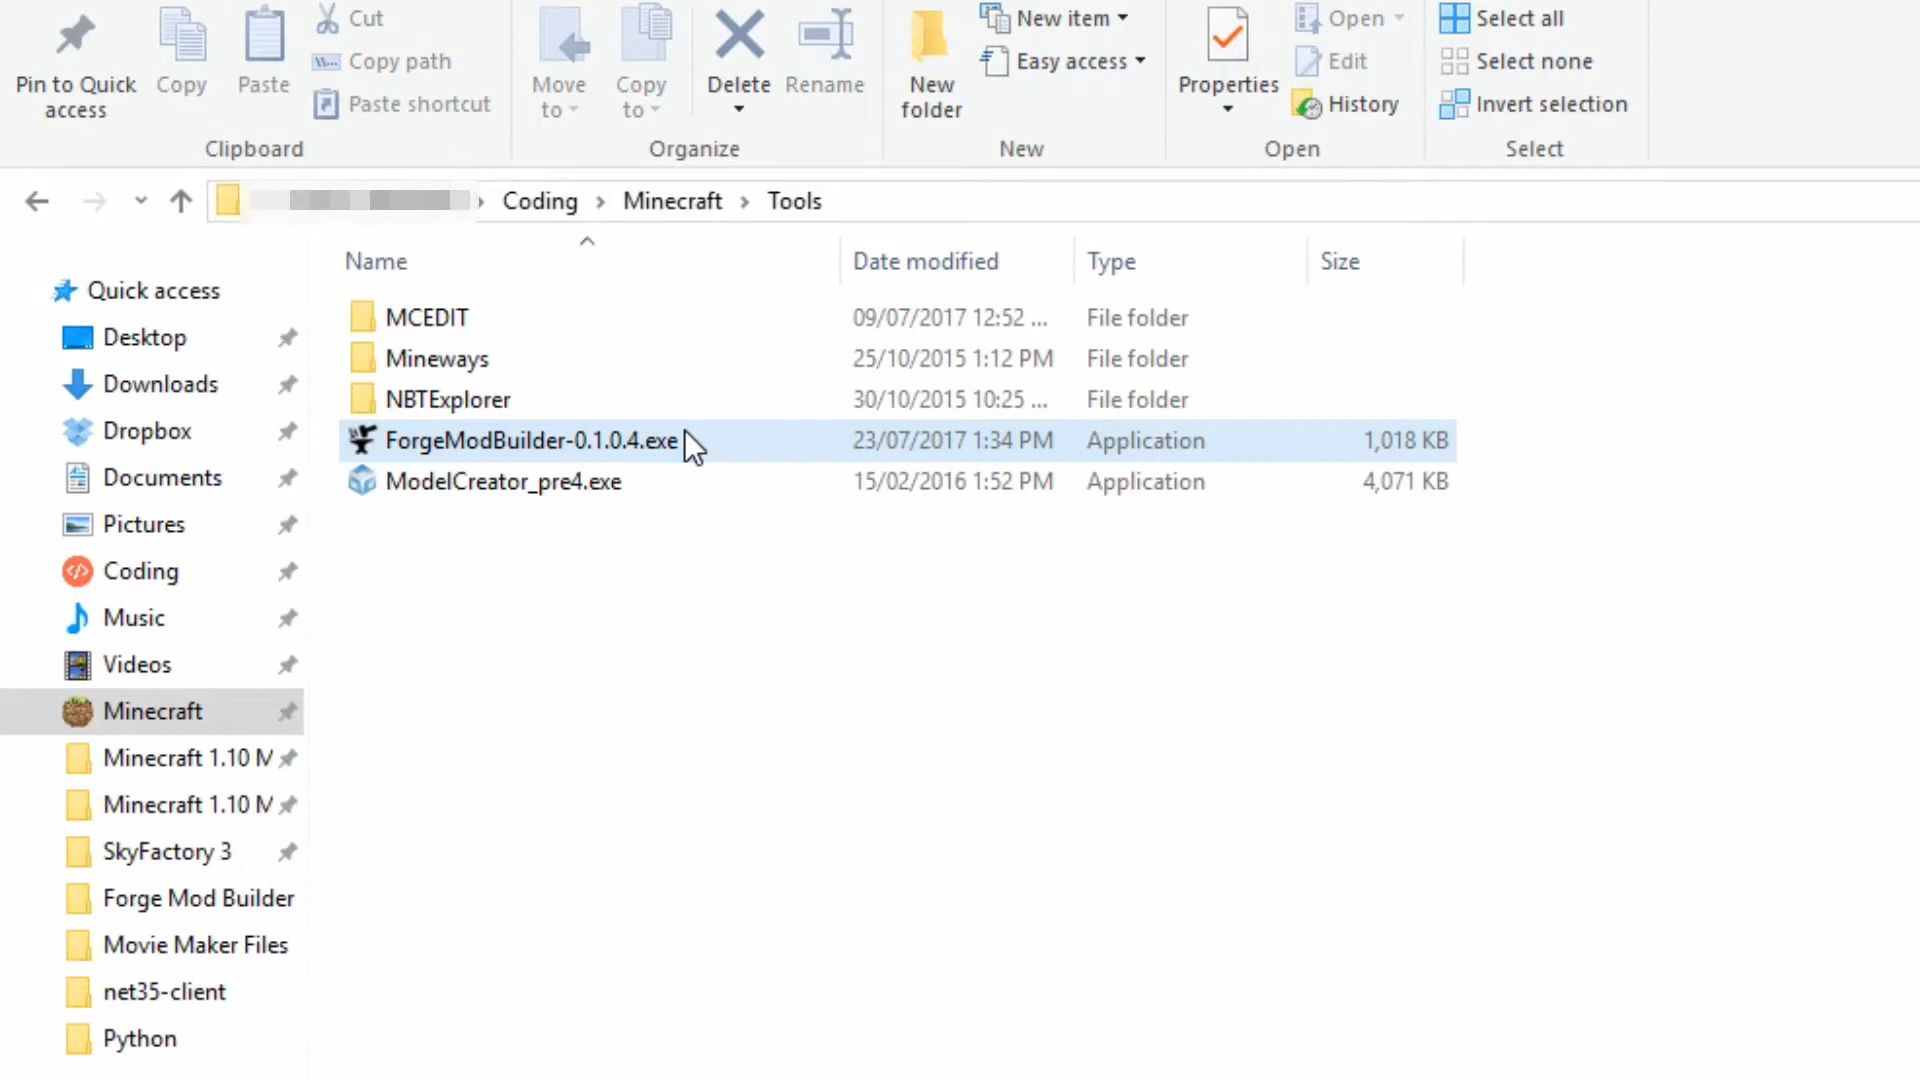 Pin to Quick access
Copy
Paste
Cut
Copy path
Paste shortcut
Clipboard
Move to
Copy to
Delete
Rename
Organize
New folder
New item
Easy access
New
Properties
Open
Edit
History
Open
Select all
Select none
Invert selection
Select
Coding > Minecraft > Tools
Name Date modified Type Size
MCEDIT 09/07/2017 12:52 ... File folder
Mineways 25/10/2015 1:12 PM File folder
NBTExplorer 30/10/2015 10:25 ... File folder
ForgeModBuilder-0.1.0.4.exe 23/07/2017 1:34 PM Application 1,018 KB
ModelCreator_pre4.exe 15/02/2016 1:52 PM Application 4,071 KB
Quick access
Desktop
Downloads
Dropbox
Documents
Pictures
Coding
Music
Videos
Minecraft
Minecraft 1.10 M
Minecraft 1.10 M
SkyFactory 3
Forge Mod Builder
Movie Maker Files
net35-client
Python